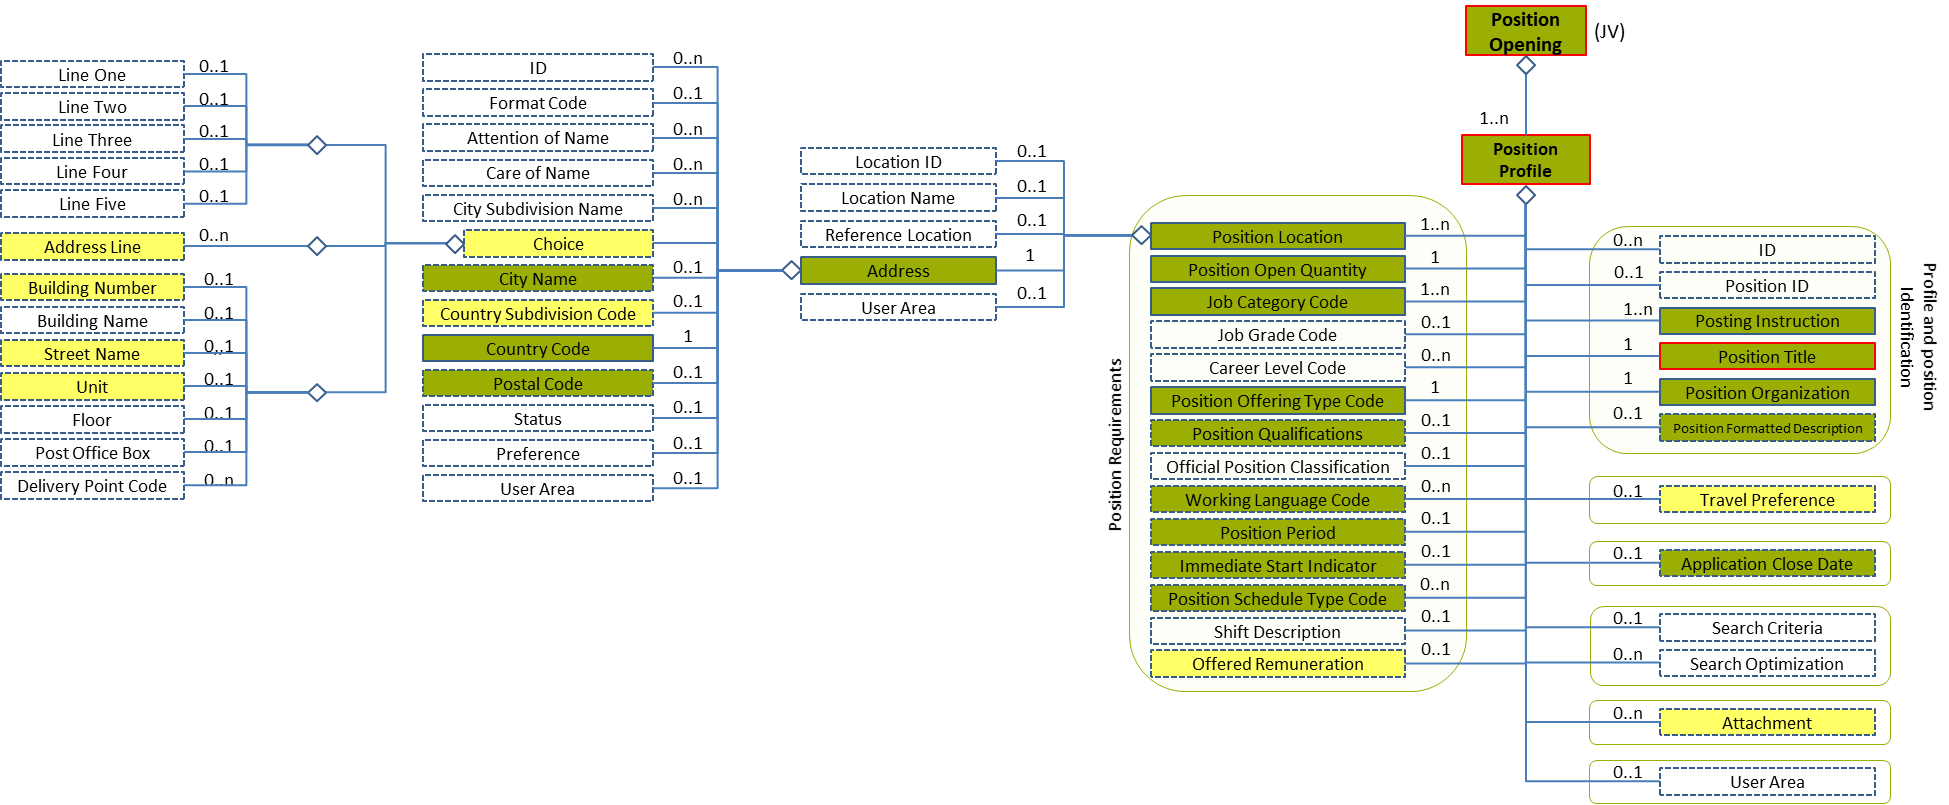 Position
Opening
(JV)
1..n
Position
Profile
Line One
0..1
Line Two
0..1
Line Three
0..1
Line Four
0..1
Line Five
0..1
Address Line
0..n
Building Number
0..1
Building Name
0..1
Street Name
0..1
Unit
0..1
Floor
0..1
Post Office Box
0..1
Delivery Point Code
0..n
ID
0..n
Format Code
0..1
Attention of Name
0..n
Care of Name
0..n
City Subdivision Name
0..n
Choice
City Name
0..1
Country Subdivision Code
0..1
Country Code
1
Postal Code
0..1
Status
0..1
Preference
0..1
User Area
0..1
Location ID
0..1
Location Name
0..1
Reference Location
0..1
Address
1
User Area
0..1
Position Requirements
Position Location
1..n
Position Open Quantity
1
Job Category Code
1..n
Job Grade Code
0..1
Career Level Code
0..n
Position Offering Type Code
1
Position Qualifications
0..1
Official Position Classification
0..1
Working Language Code
0..n
Position Period
0..1
Immediate Start Indicator
0..1
Position Schedule Type Code
0..n
Shift Description
0..1
Offered Remuneration
0..1
Profile and position
Identification
0..n
ID
0..1
Position ID
1..n
Posting Instruction
1
Position Title
1
Position Organization
0..1
Position Formatted Description
0..1
Travel Preference
0..1
Application Close Date
0..1
Search Criteria
0..n
Search Optimization
0..n
Attachment
0..1
User Area